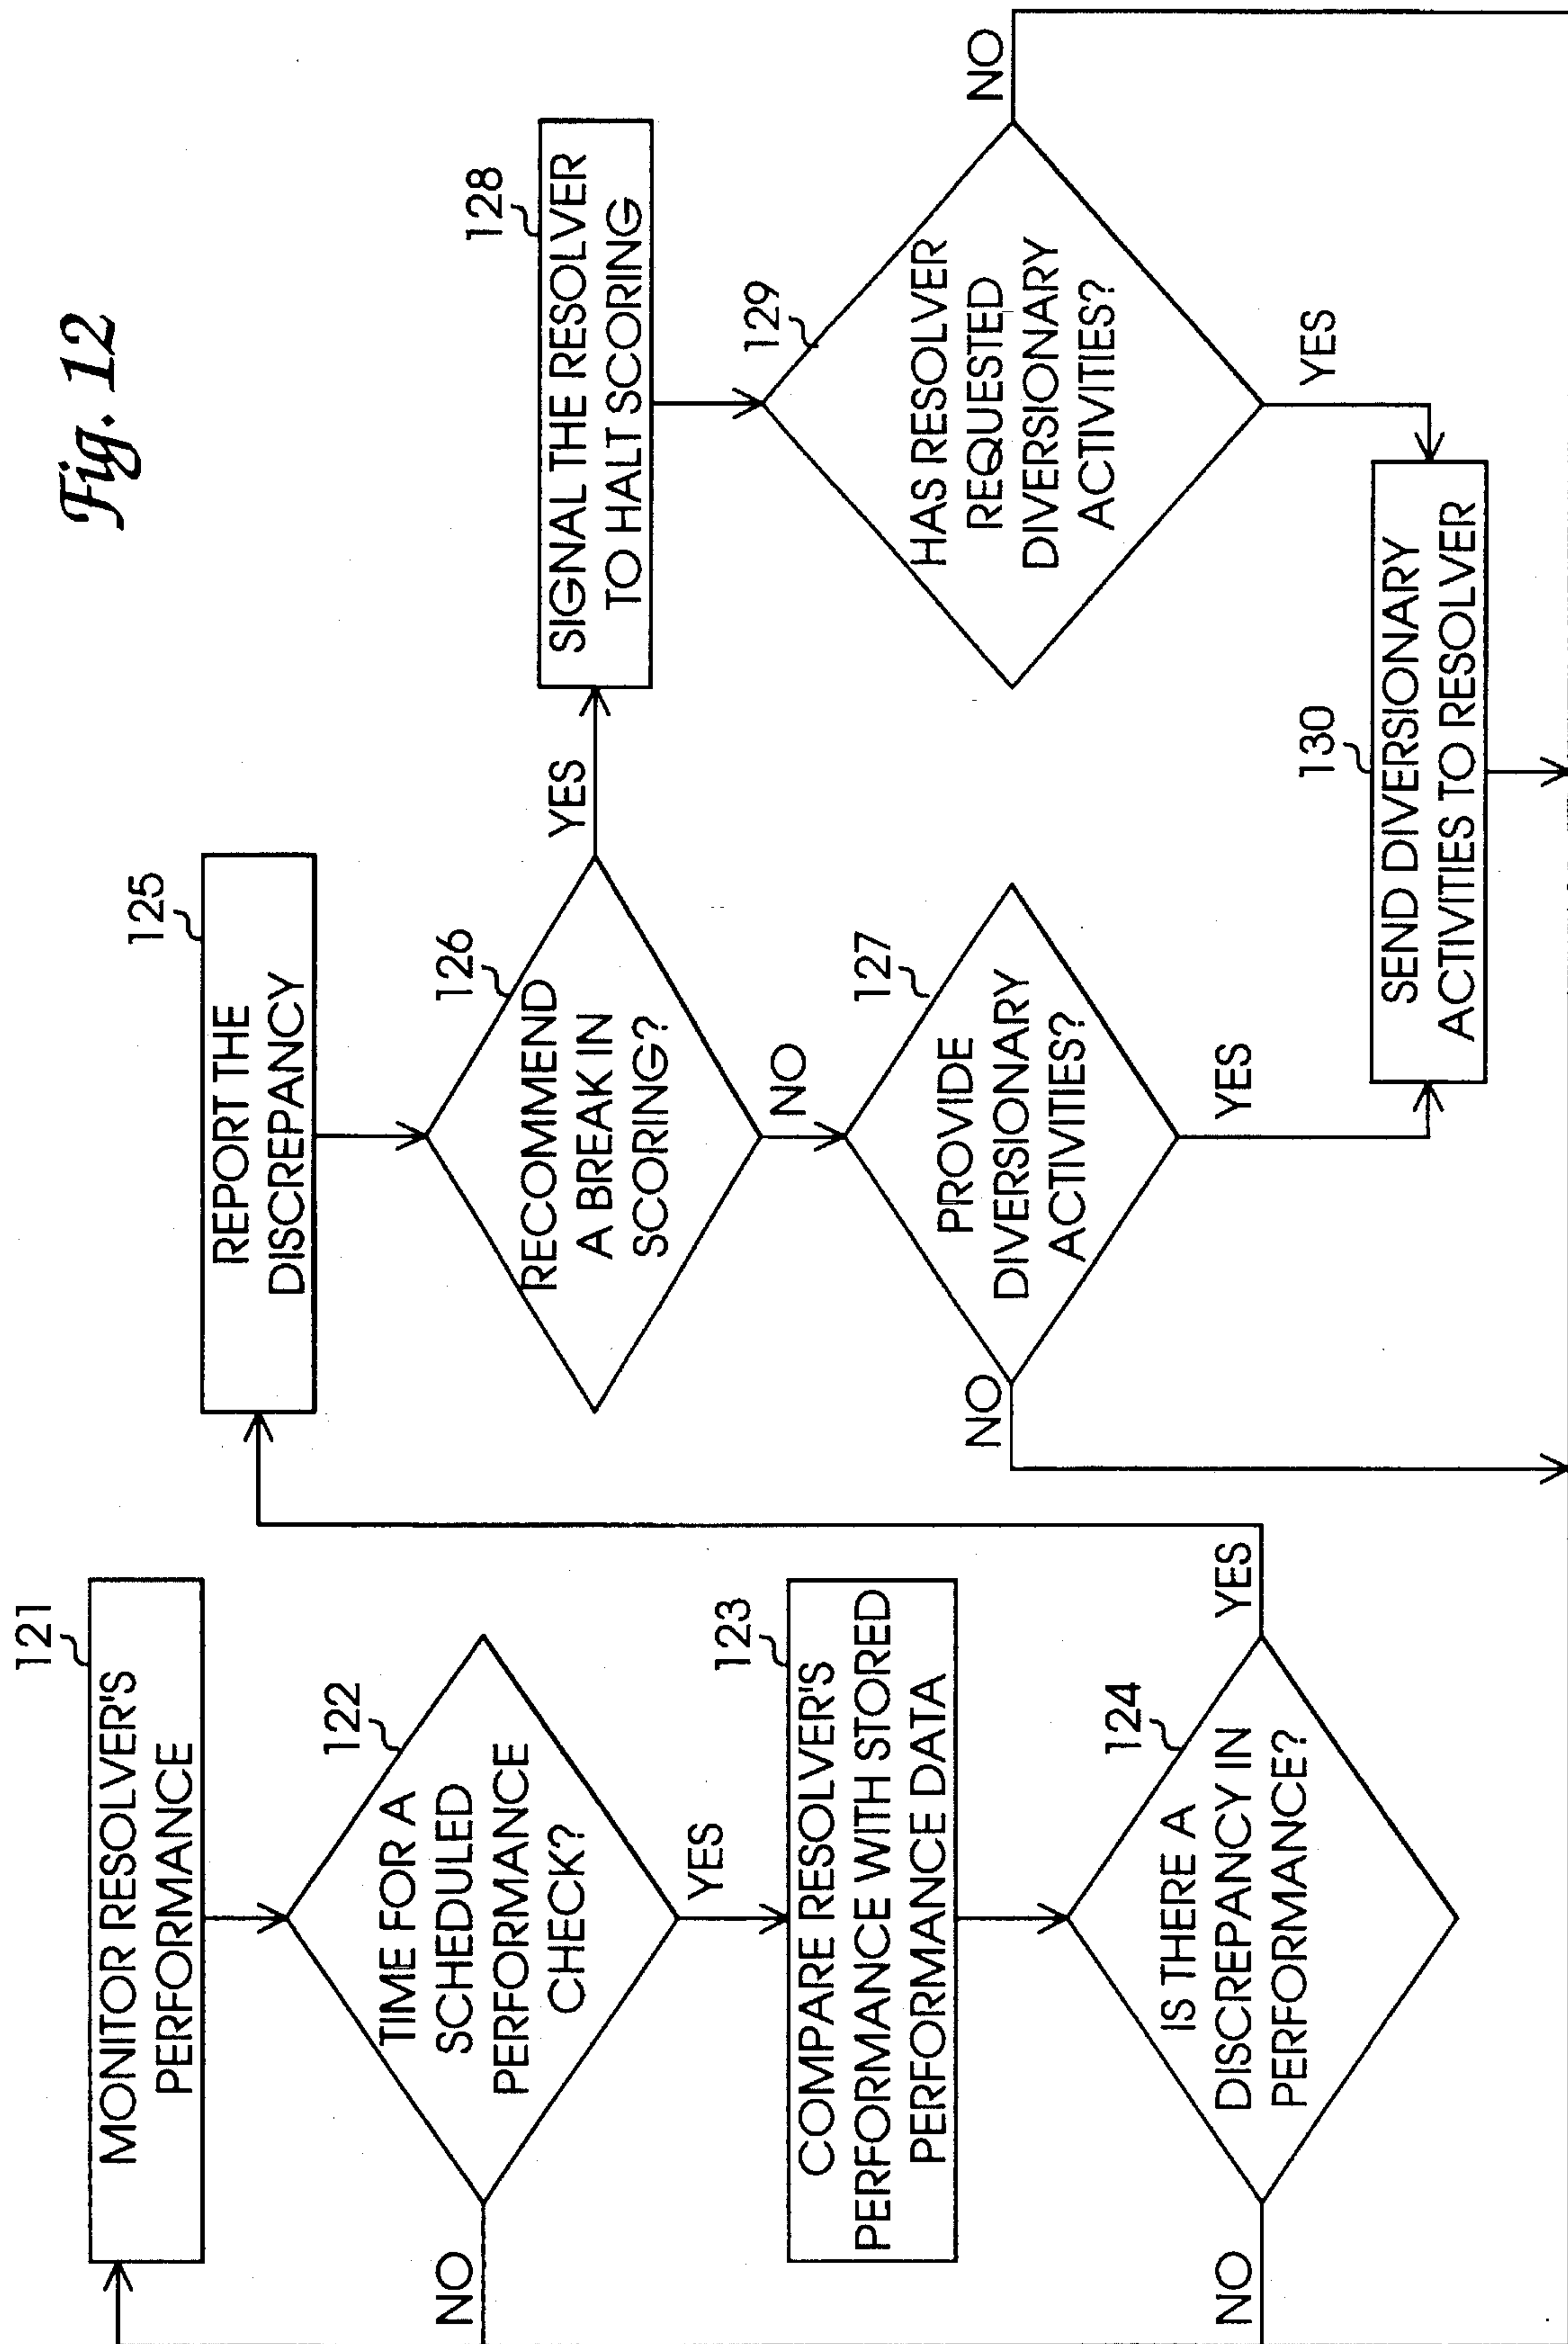 Fig. 12
121
MONITOR RESOLVER'S
PERFORMANCE
122
TIME FOR A
SCHEDULED
PERFORMANCE
CHECK?
NO
YES
123
COMPARE RESOLVER'S
PERFORMANCE WITH STORED
PERFORMANCE DATA
124
IS THERE A
DISCREPANCY IN
PERFORMANCE?
NO
YES
125
REPORT THE
DISCREPANCY
126
RECOMMEND
A BREAK IN
SCORING?
YES
NO
127
PROVIDE
DIVERSIONARY
ACTIVITIES?
NO
YES
128
SIGNAL THE RESOLVER
TO HALT SCORING
129
HAS RESOLVER
REQUESTED
DIVERSIONARY
ACTIVITIES?
NO
YES
130
SEND DIVERSIONARY
ACTIVITIES TO RESOLVER